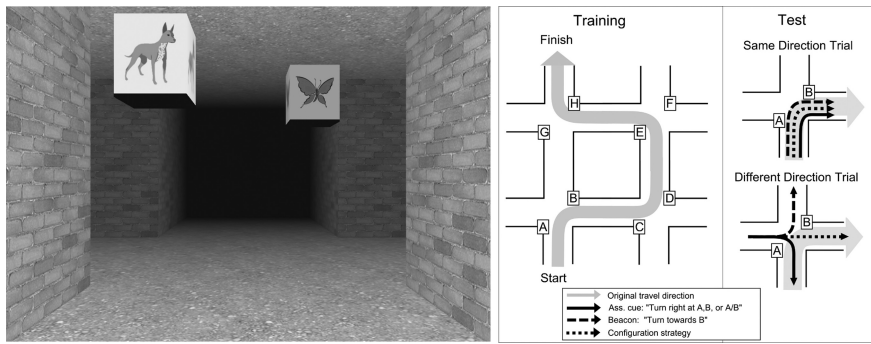 Training
Finish
H
F
G
E
B
D
A
C
Start
Test
Same Direction Trial
B
A
Different Direction Trial
B
A
Original travel direction
Ass. cue: "Turn right at A,B, or A/B"
Beacon: "Turn towards B"
Configuration strategy